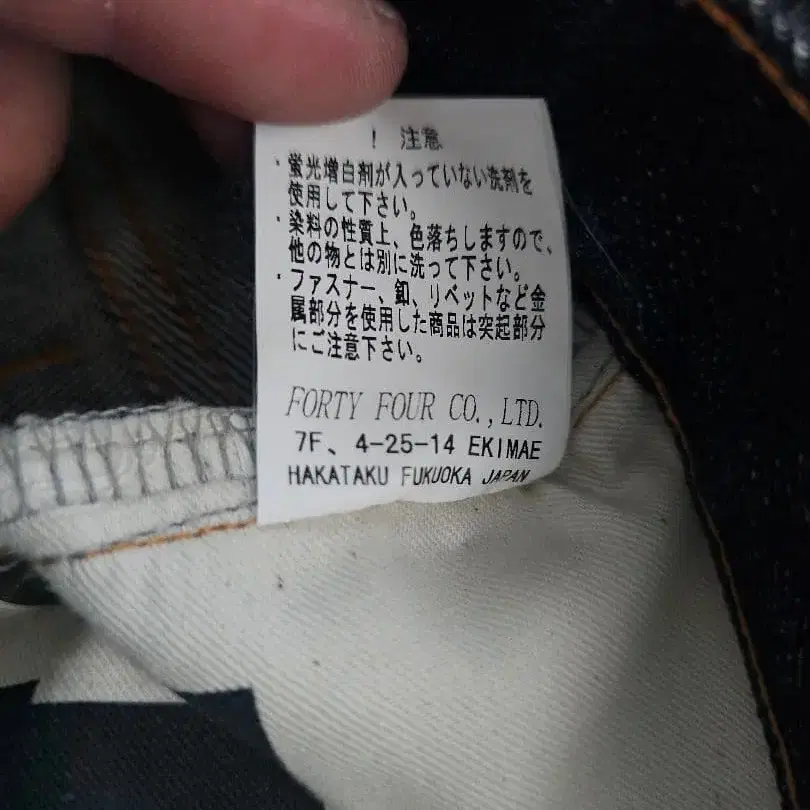 ！ 注意
・蛍光増白剤が入っていない洗剤を
使用して下さい。
・染料の性質上、色落ちしますので、
他の物とは別に洗って下さい。
・ファスナー、釦、リベットなど金
属部分を使用した商品は突起部分
にご注意下さい。
FORTY FOUR CO.,LTD.
7F、4-25-14 EKIMAE
HAKATAKU FUKUOKA JAPAN